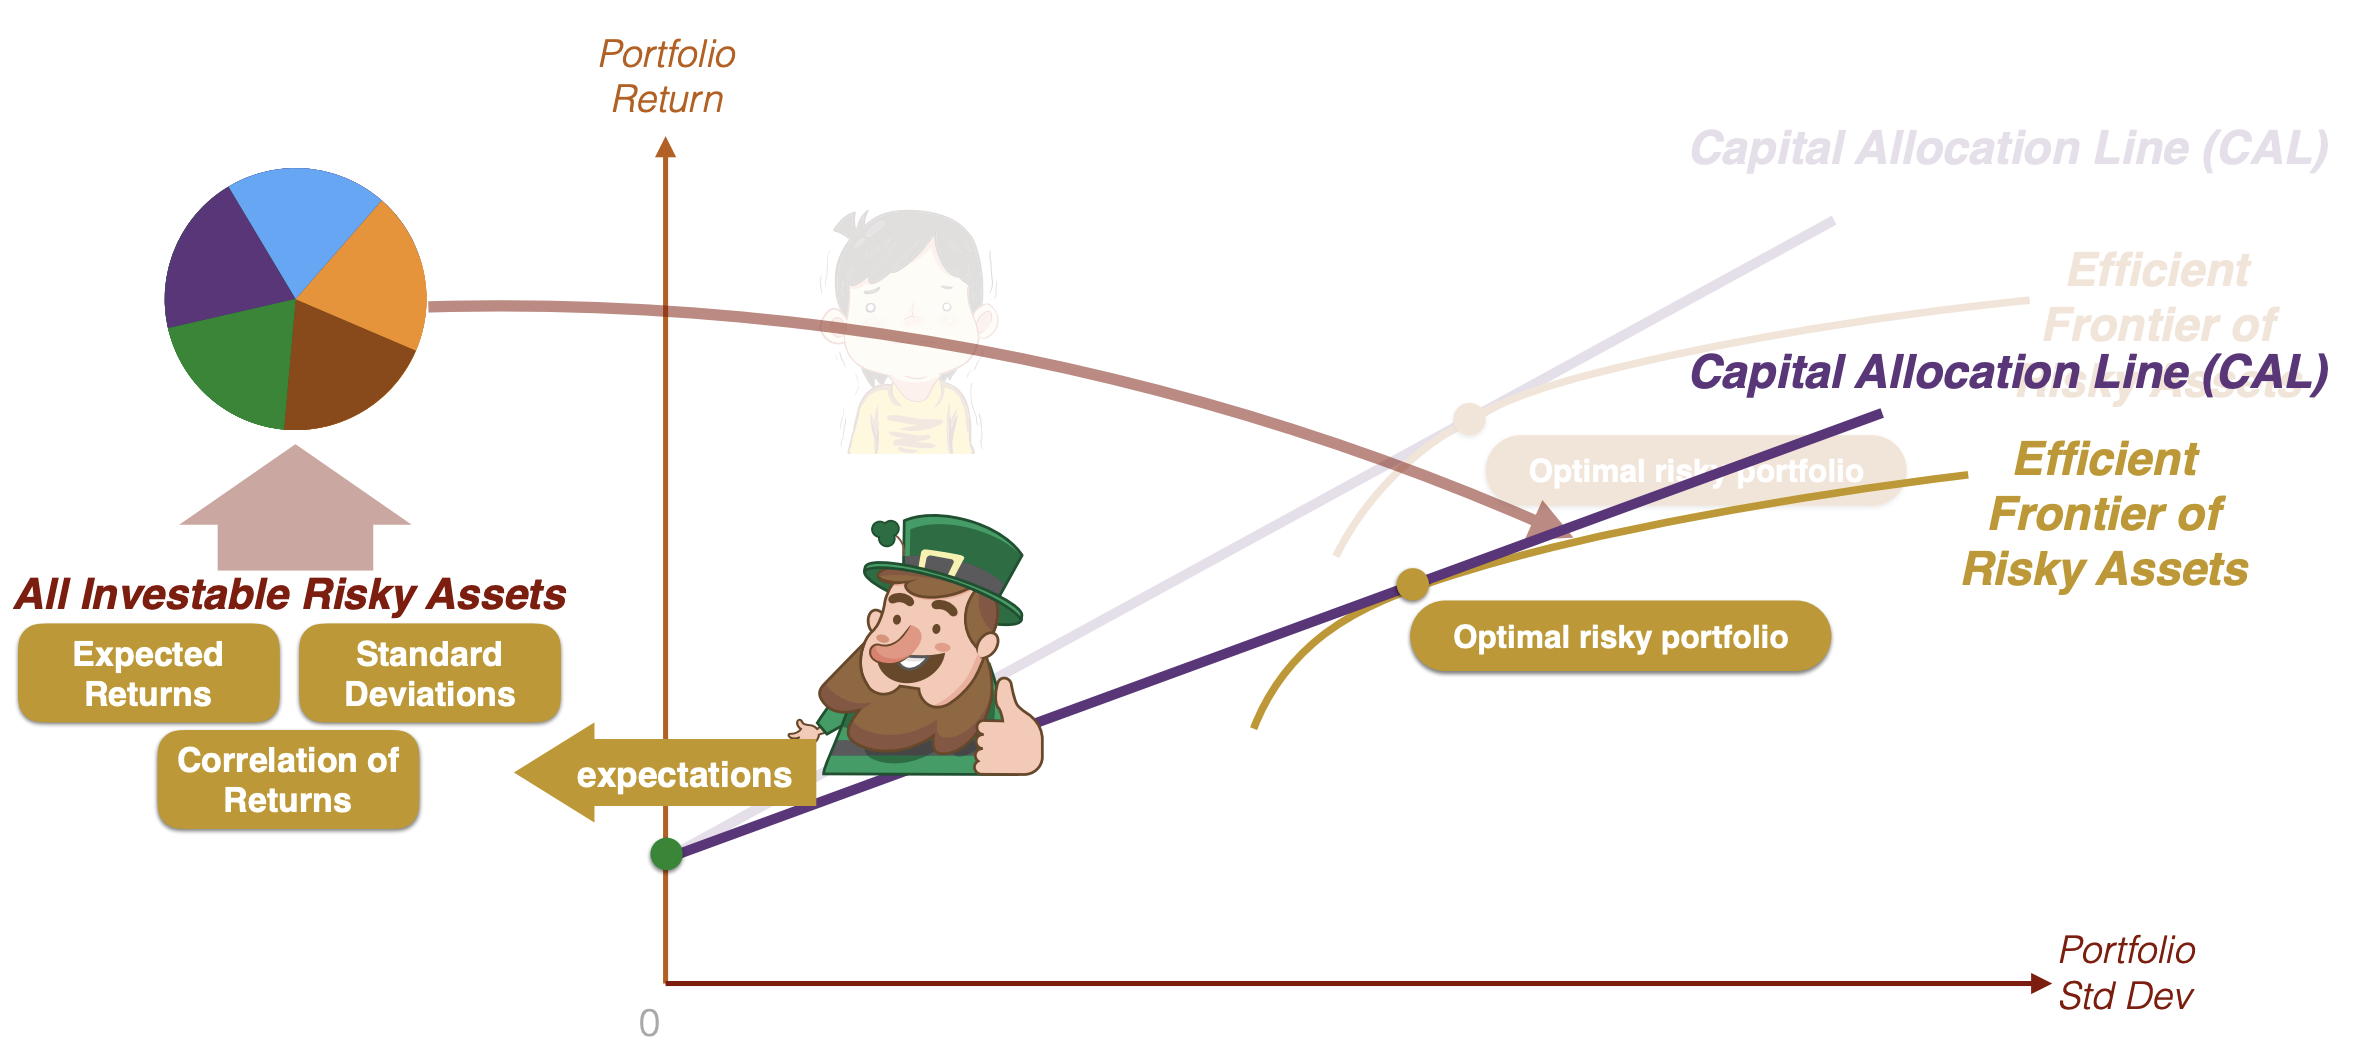 Portfolio
Return
Capital Allocation Line (CAL)
Efficient
Frontier of
Risky Assets
Capital Allocation Line (CAL)
Optimal risky portfolio
Efficient
Frontier of
Risky Assets
Optimal risky portfolio
All Investable Risky Assets
Expected
Returns
Standard
Deviations
Correlation of
Returns
expectations
Portfolio
Std Dev
0